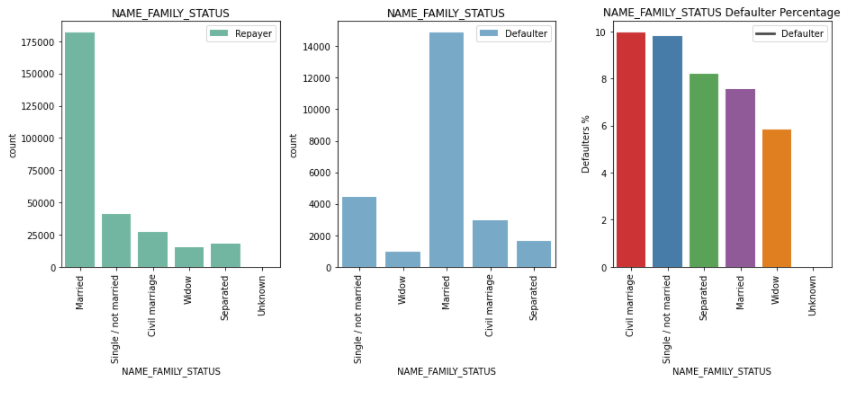 NAME_FAMILY_STATUS
Repayer
175000
150000
125000
100000
75000
50000
25000
0
count
Married
Single / not married
Civil marriage
Widow
Separated
Unknown
NAME_FAMILY_STATUS
NAME_FAMILY_STATUS
Defaulter
14000
12000
10000
8000
6000
4000
2000
0
count
Single / not married
Widow
Married
Civil marriage
Separated
NAME_FAMILY_STATUS
NAME_FAMILY_STATUS Defaulter Percentage
Defaulter
10
8
6
4
2
0
Defaulters %
Civil marriage
Single / not married
Separated
Married
Widow
Unknown
NAME_FAMILY_STATUS